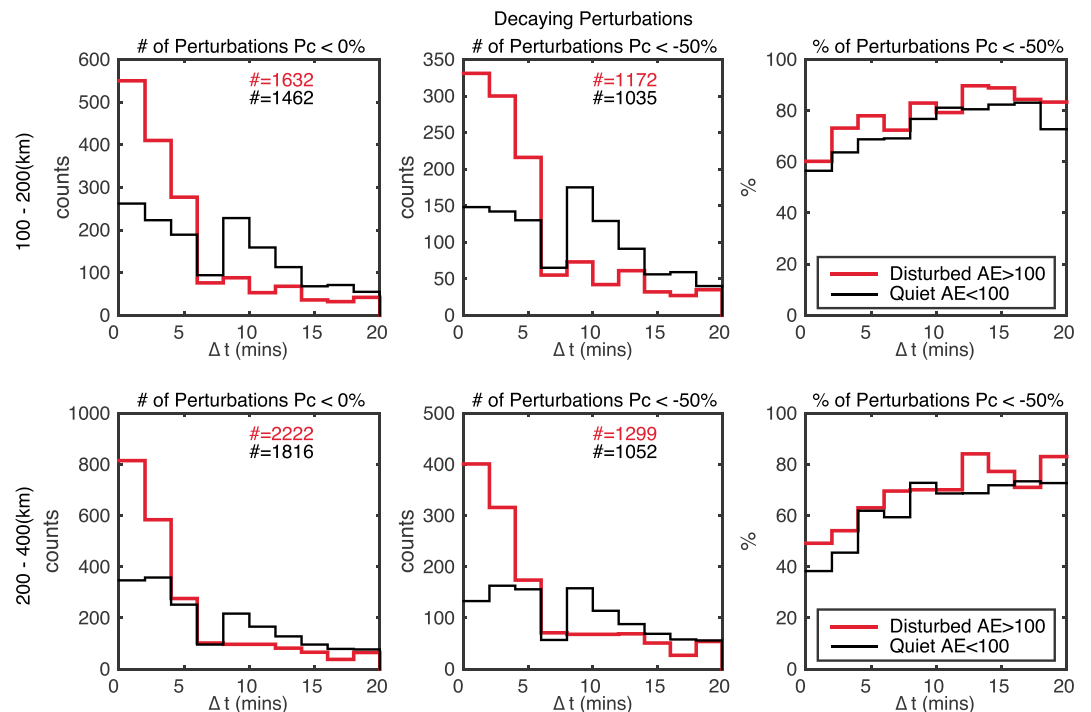 Decaying Perturbations
# of Perturbations Pc < 0%
# of Perturbations Pc < -50%
% of Perturbations Pc < -50%
100 - 200(km)
counts
600
500
400
300
200
100
0
#=1632
#=1462
0 5 10 15 20
Δ t (mins)
counts
350
300
250
200
150
100
50
0
#=1172
#=1035
0 5 10 15 20
Δ t (mins)
%
100
80
60
40
20
0
Disturbed AE>100
Quiet AE<100
0 5 10 15 20
Δ t (mins)
# of Perturbations Pc < 0%
# of Perturbations Pc < -50%
% of Perturbations Pc < -50%
200 - 400(km)
counts
1000
800
600
400
200
0
#=2222
#=1816
0 5 10 15 20
Δ t (mins)
counts
500
400
300
200
100
0
#=1299
#=1052
0 5 10 15 20
Δ t (mins)
%
100
80
60
40
20
0
Disturbed AE>100
Quiet AE<100
0 5 10 15 20
Δ t (mins)